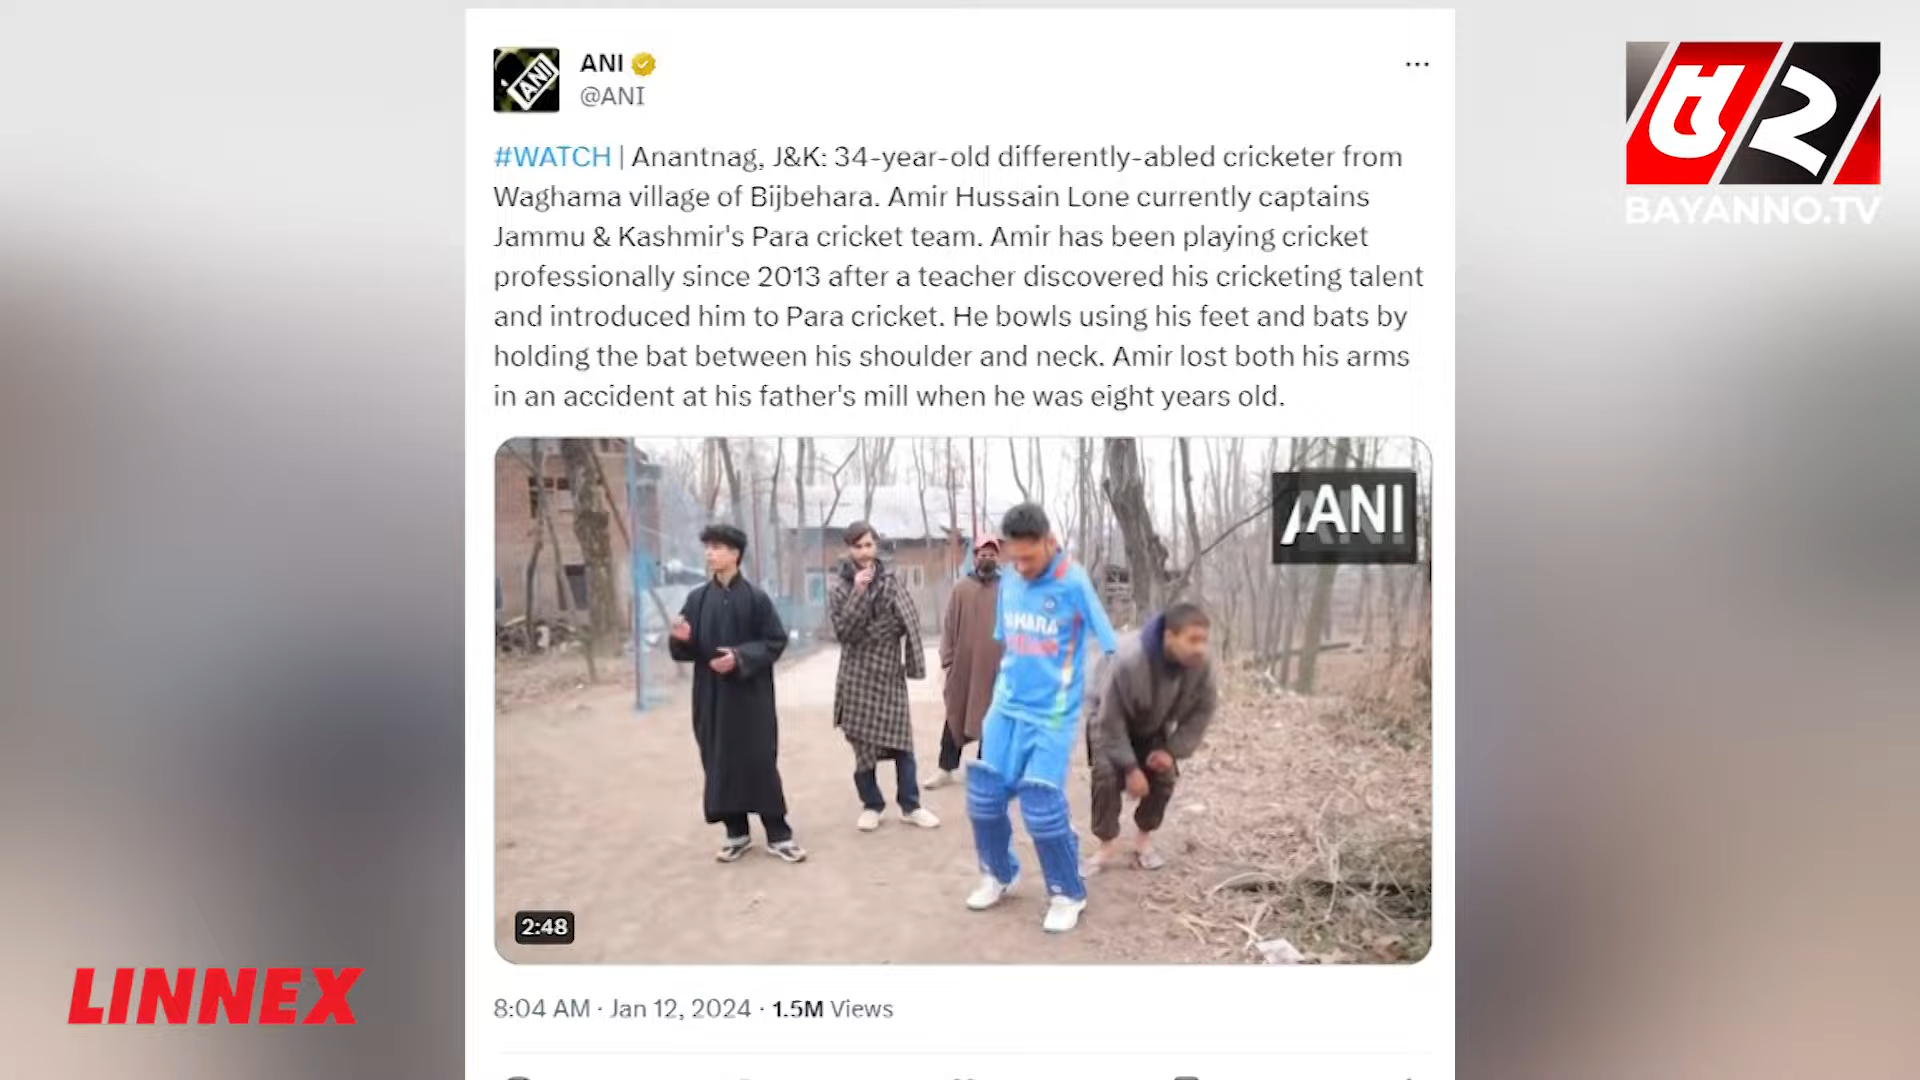 ANI
@ANI
#WATCH | Anantnag, J&K: 34-year-old differently-abled cricketer from
Waghama village of Bijbehara. Amir Hussain Lone currently captains
Jammu & Kashmir's Para cricket team. Amir has been playing cricket
professionally since 2013 after a teacher discovered his cricketing talent
and introduced him to Para cricket. He bowls using his feet and bats by
holding the bat between his shoulder and neck. Amir lost both his arms
in an accident at his father's mill when he was eight years old.
ANI
2:48
8:04 AM · Jan 12, 2024 · 1.5M Views
৫২
BAYANNO.TV
LINNEX
ANI